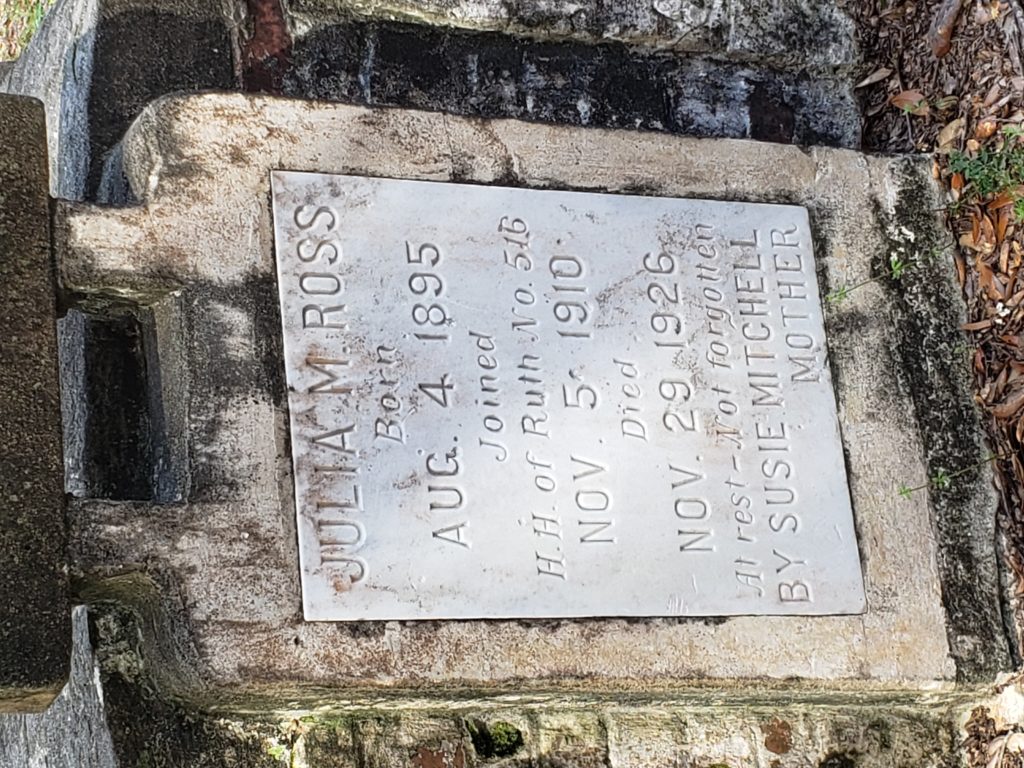 JULIA M. ROSS
Born
AUG. 4 1895
Joined
H.H. of Ruth No. 516
NOV. 5. 1910.
Died
NOV. 29 1926.
At rest - Not forgotten
BY SUSIE MITCHELL
MOTHER